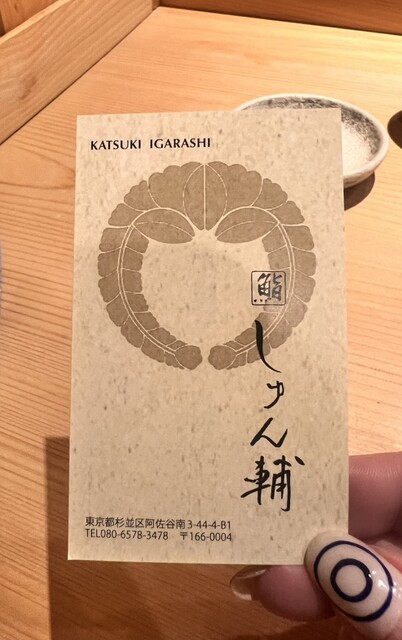 KATSUKI IGARASHI
鮨
しゅん輔
東京都杉並区阿佐谷南3-44-4-B1
TEL080-6578-3478 〒166-0004